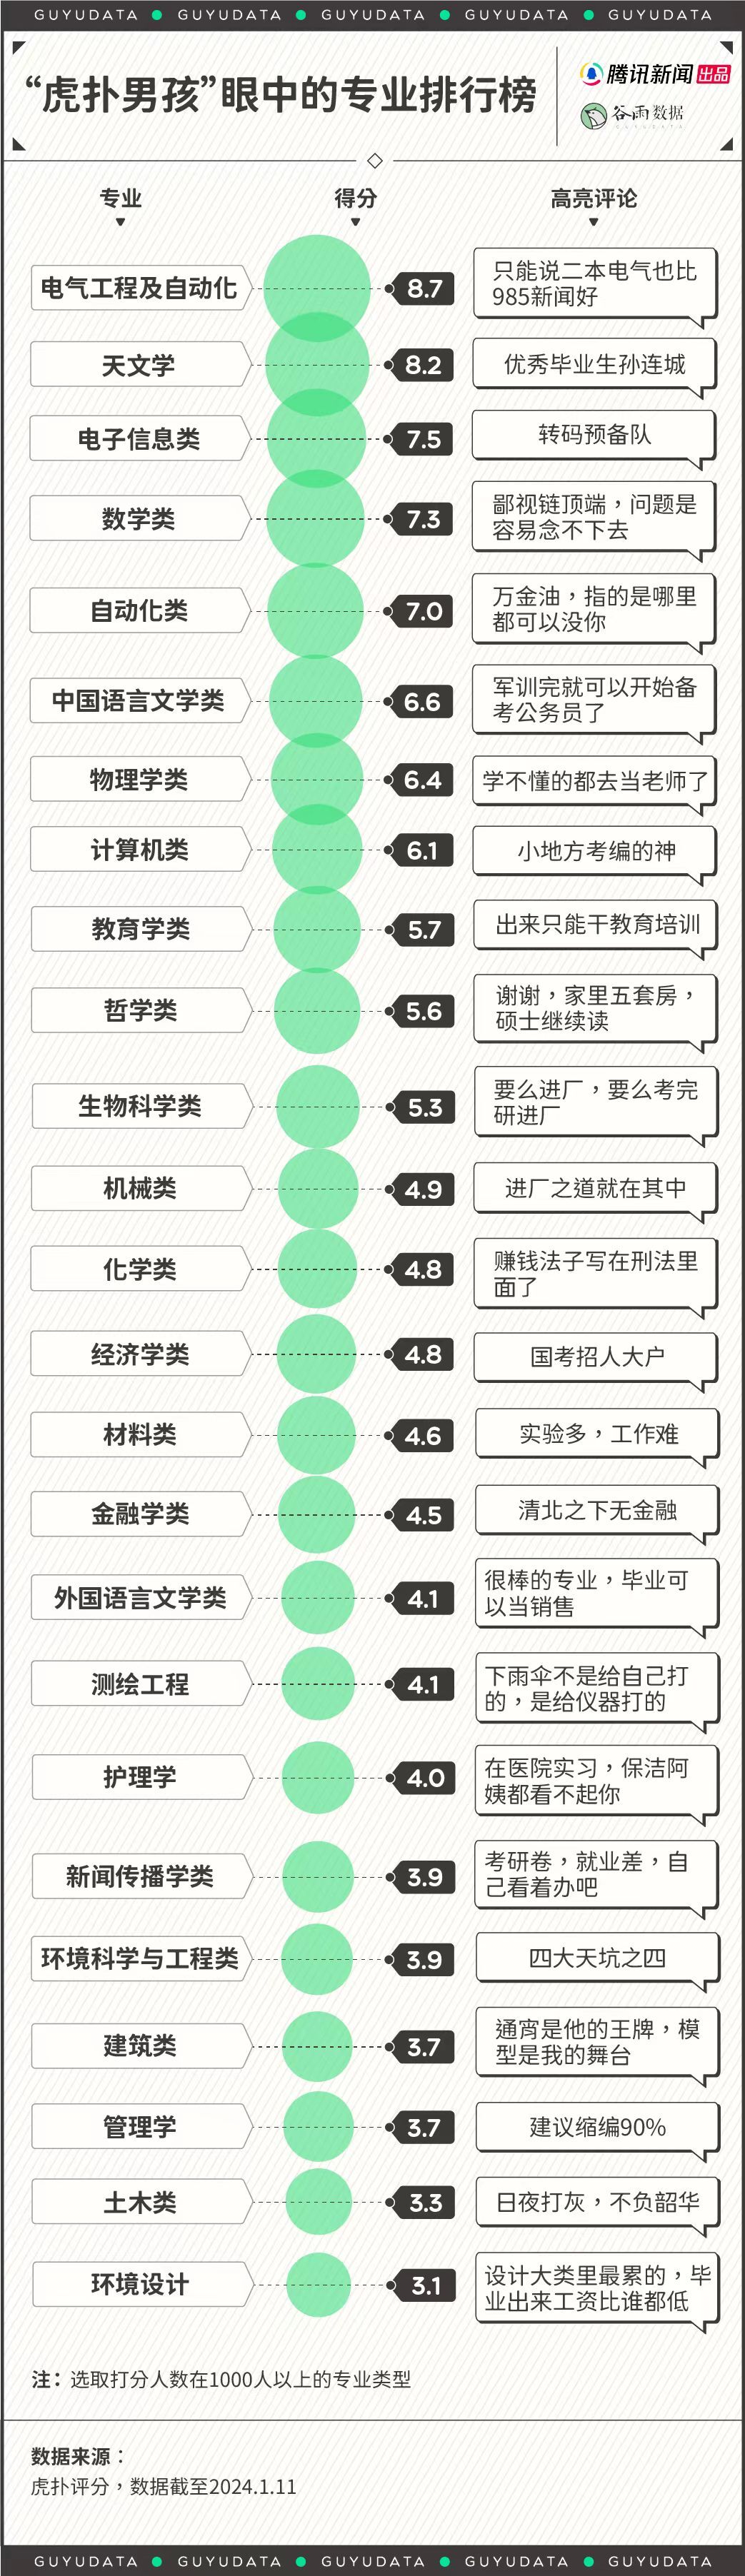 GUYUDATA ● GUYUDATA ● GUYUDATA ● GUYUDATA ● GUYUDATA
“虎扑男孩”眼中的专业排行榜
腾讯新闻 出品
谷雨数据
GUYUDATA
专业 得分 高亮评论
电气工程及自动化 8.7 只能说二本电气也比
985新闻好
天文学 8.2 优秀毕业生孙连城
电子信息类 7.5 转码预备队
数学类 7.3 鄙视链顶端，问题是
容易念不下去
自动化类 7.0 万金油，指的是哪里
都可以没你
中国语言文学类 6.6 军训完就可以开始备
考公务员了
物理学类 6.4 学不懂的都去当老师了
计算机类 6.1 小地方考编的神
教育学类 5.7 出来只能干教育培训
哲学类 5.6 谢谢，家里五套房，
硕士继续读
生物科学类 5.3 要么进厂，要么考完
研进厂
机械类 4.9 进厂之道就在其中
化学类 4.8 赚钱法子写在刑法里
面了
经济学类 4.8 国考招人大户
材料类 4.6 实验多，工作难
金融学类 4.5 清北之下无金融
外国语言文学类 4.1 很棒的专业，毕业可
以当销售
测绘工程 4.1 下雨伞不是给自己打
的，是给仪器打的
护理学 4.0 在医院实习，保洁阿
姨都看不起你
新闻传播学类 3.9 考研卷，就业差，自
己看着办吧
环境科学与工程类 3.9 四大天坑之四
建筑类 3.7 通宵是他的王牌，模
型是我的舞台
管理学 3.7 建议缩编90%
土木类 3.3 日夜打灰，不负韶华
环境设计 3.1 设计大类里最累的，毕
业出来工资比谁都低
注：选取打分人数在1000人以上的专业类型
数据来源：
虎扑评分，数据截至2024.1.11
GUYUDATA ● GUYUDATA ● GUYUDATA ● GUYUDATA ● GUYUDATA